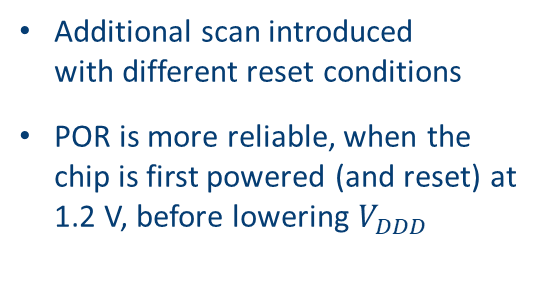 • Additional scan introduced
with different reset conditions
• POR is more reliable, when the
chip is first powered (and reset) at
1.2 V, before lowering V_DDD